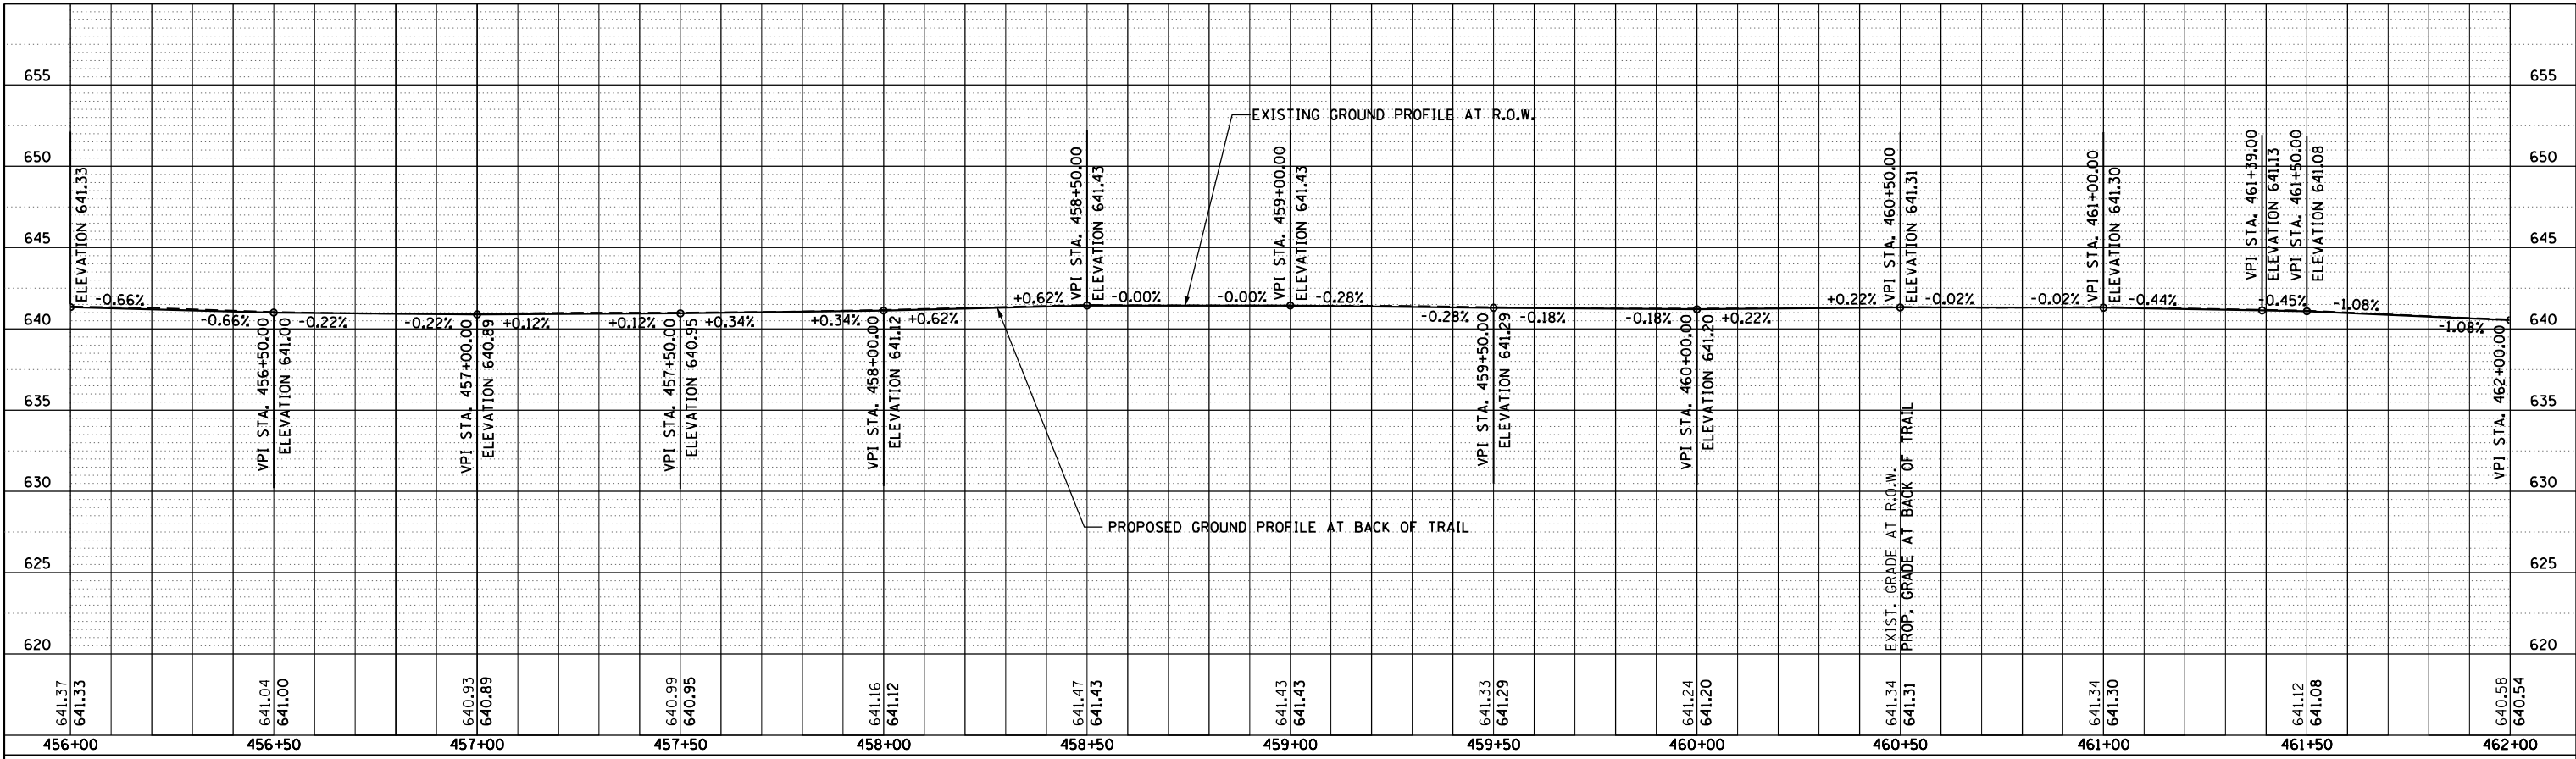 655 655
650 650
645 645
640 640
635 635
630 630
625 625
620 620
EXISTING GROUND PROFILE AT R.O.W.
PROPOSED GROUND PROFILE AT BACK OF TRAIL
ELEVATION 641.33
-0.66%
-0.66%
VPI STA. 456+50.00
ELEVATION 641.00
-0.22%
-0.22%
VPI STA. 457+00.00
ELEVATION 640.89
+0.12%
+0.12%
VPI STA. 457+50.00
ELEVATION 640.95
+0.34%
+0.34%
VPI STA. 458+00.00
ELEVATION 641.12
+0.62%
+0.62%
VPI STA. 458+50.00
ELEVATION 641.43
-0.00%
-0.00%
VPI STA. 459+00.00
ELEVATION 641.43
-0.28%
-0.28%
VPI STA. 459+50.00
ELEVATION 641.29
-0.18%
-0.18%
VPI STA. 460+00.00
ELEVATION 641.20
+0.22%
+0.22%
VPI STA. 460+50.00
ELEVATION 641.31
-0.02%
-0.02%
VPI STA. 461+00.00
ELEVATION 641.30
-0.44%
VPI STA. 461+39.00
ELEVATION 641.13
-0.45%
VPI STA. 461+50.00
ELEVATION 641.08
-1.08%
-1.08%
VPI STA. 462+00.00
EXIST. GRADE AT R.O.W.
PROP. GRADE AT BACK OF TRAIL
641.37
641.33
641.04
641.00
640.93
640.89
640.99
640.95
641.16
641.12
641.47
641.43
641.43
641.43
641.33
641.29
641.24
641.20
641.34
641.31
641.34
641.30
641.12
641.08
640.58
640.54
456+00 456+50 457+00 457+50 458+00 458+50 459+00 459+50 460+00 460+50 461+00 461+50 462+00